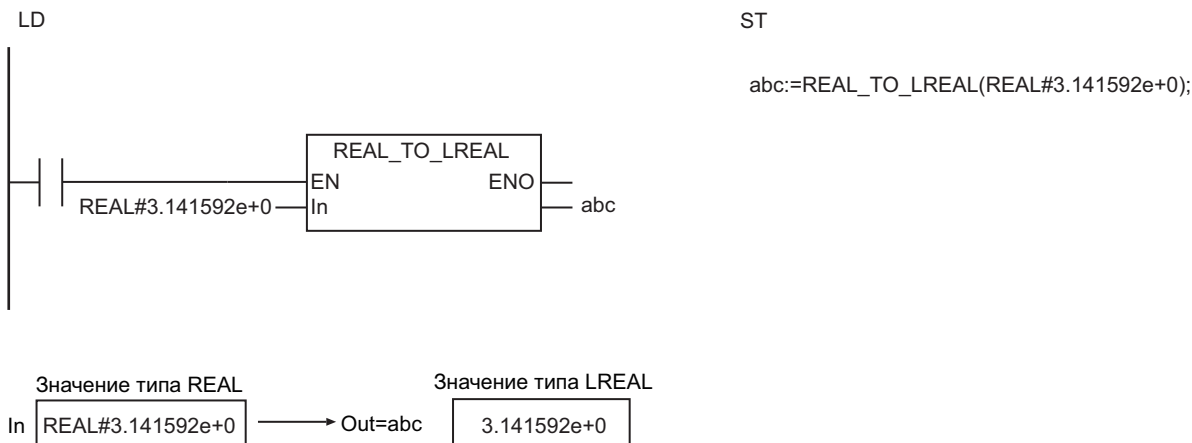 LD
ST
abc:=REAL_TO_LREAL(REAL#3.141592e+0);
REAL_TO_LREAL
EN ENO
REAL#3.141592e+0 In abc
Значение типа REAL Значение типа LREAL
In REAL#3.141592e+0 Out=abc 3.141592e+0